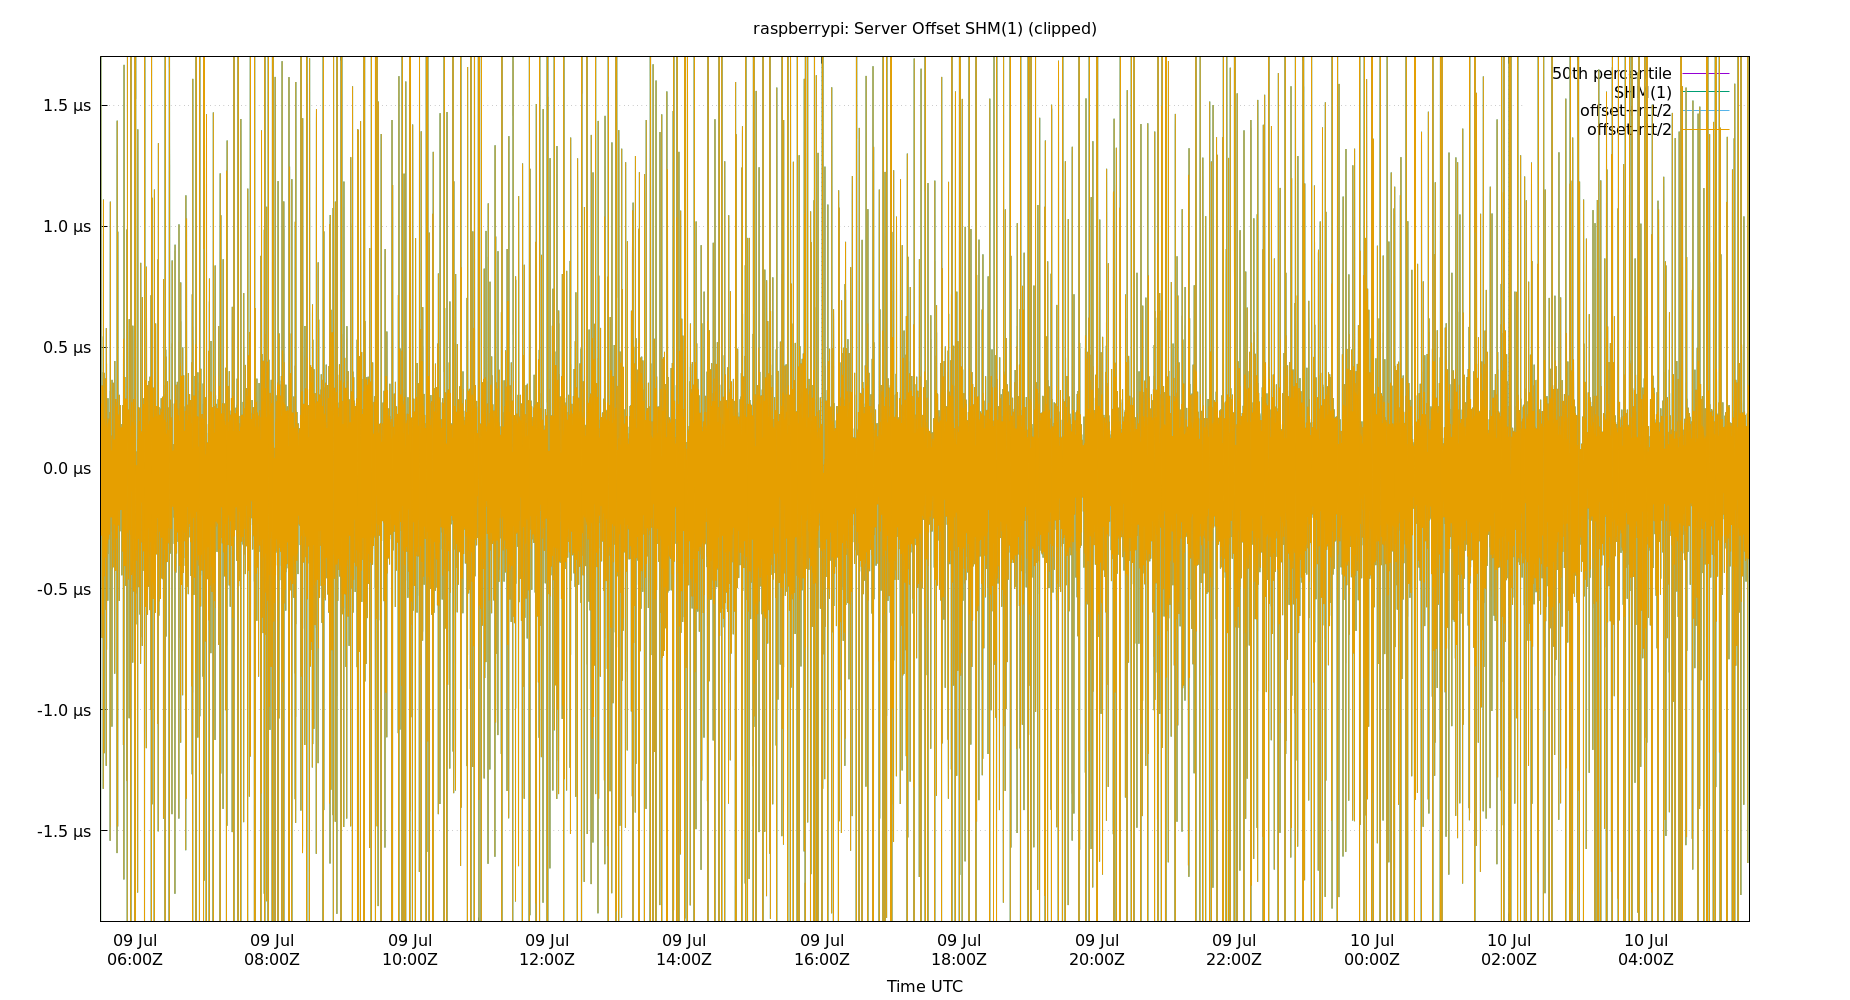 raspberrypi: Server Offset SHM(1) (clipped)
50th percentile
SHM(1)
offset+rtt/2
offset-rtt/2
1.5 µs
1.0 µs
0.5 µs
0.0 µs
-0.5 µs
-1.0 µs
-1.5 µs
09 Jul 09 Jul 09 Jul 09 Jul 09 Jul 09 Jul 09 Jul 09 Jul 09 Jul 10 Jul 10 Jul 10 Jul
06:00Z 08:00Z 10:00Z 12:00Z 14:00Z 16:00Z 18:00Z 20:00Z 22:00Z 00:00Z 02:00Z 04:00Z
Time UTC